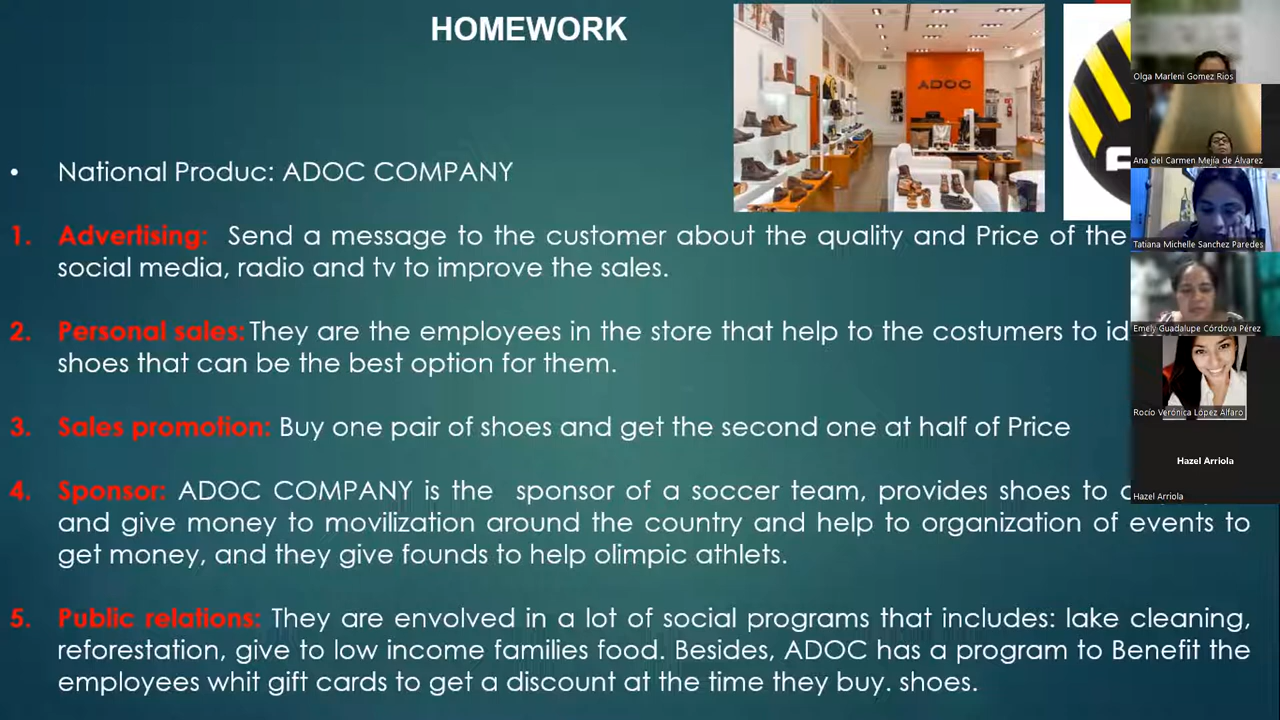 HOMEWORK
ADOC
• National Produc: ADOC COMPANY
1. Advertising: Send a message to the customer about the quality and Price of the
social media, radio and tv to improve the sales.
2. Personal sales: They are the employees in the store that help to the costumers to
shoes that can be the best option for them.
3. Sales promotion: Buy one pair of shoes and get the second one at half of Price
4. Sponsor: ADOC COMPANY is the sponsor of a soccer team, provides shoes to
and give money to movilization around the country and help to organization of events to
get money, and they give founds to help olimpic athlets.
5. Public relations: They are envolved in a lot of social programs that includes: lake cleaning,
reforestation, give to low income families food. Besides, ADOC has a program to Benefit the
employees whit gift cards to get a discount at the time they buy. shoes.
Olga Marleni Gomez Rios
Ana del Carmen Mejía de Álvarez
Tatiana Michelle Sanchez Paredes
Emely Guadalupe Córdova Pérez
Rocío Verónica López Alfaro
Hazel Arriola
Hazel Arriola